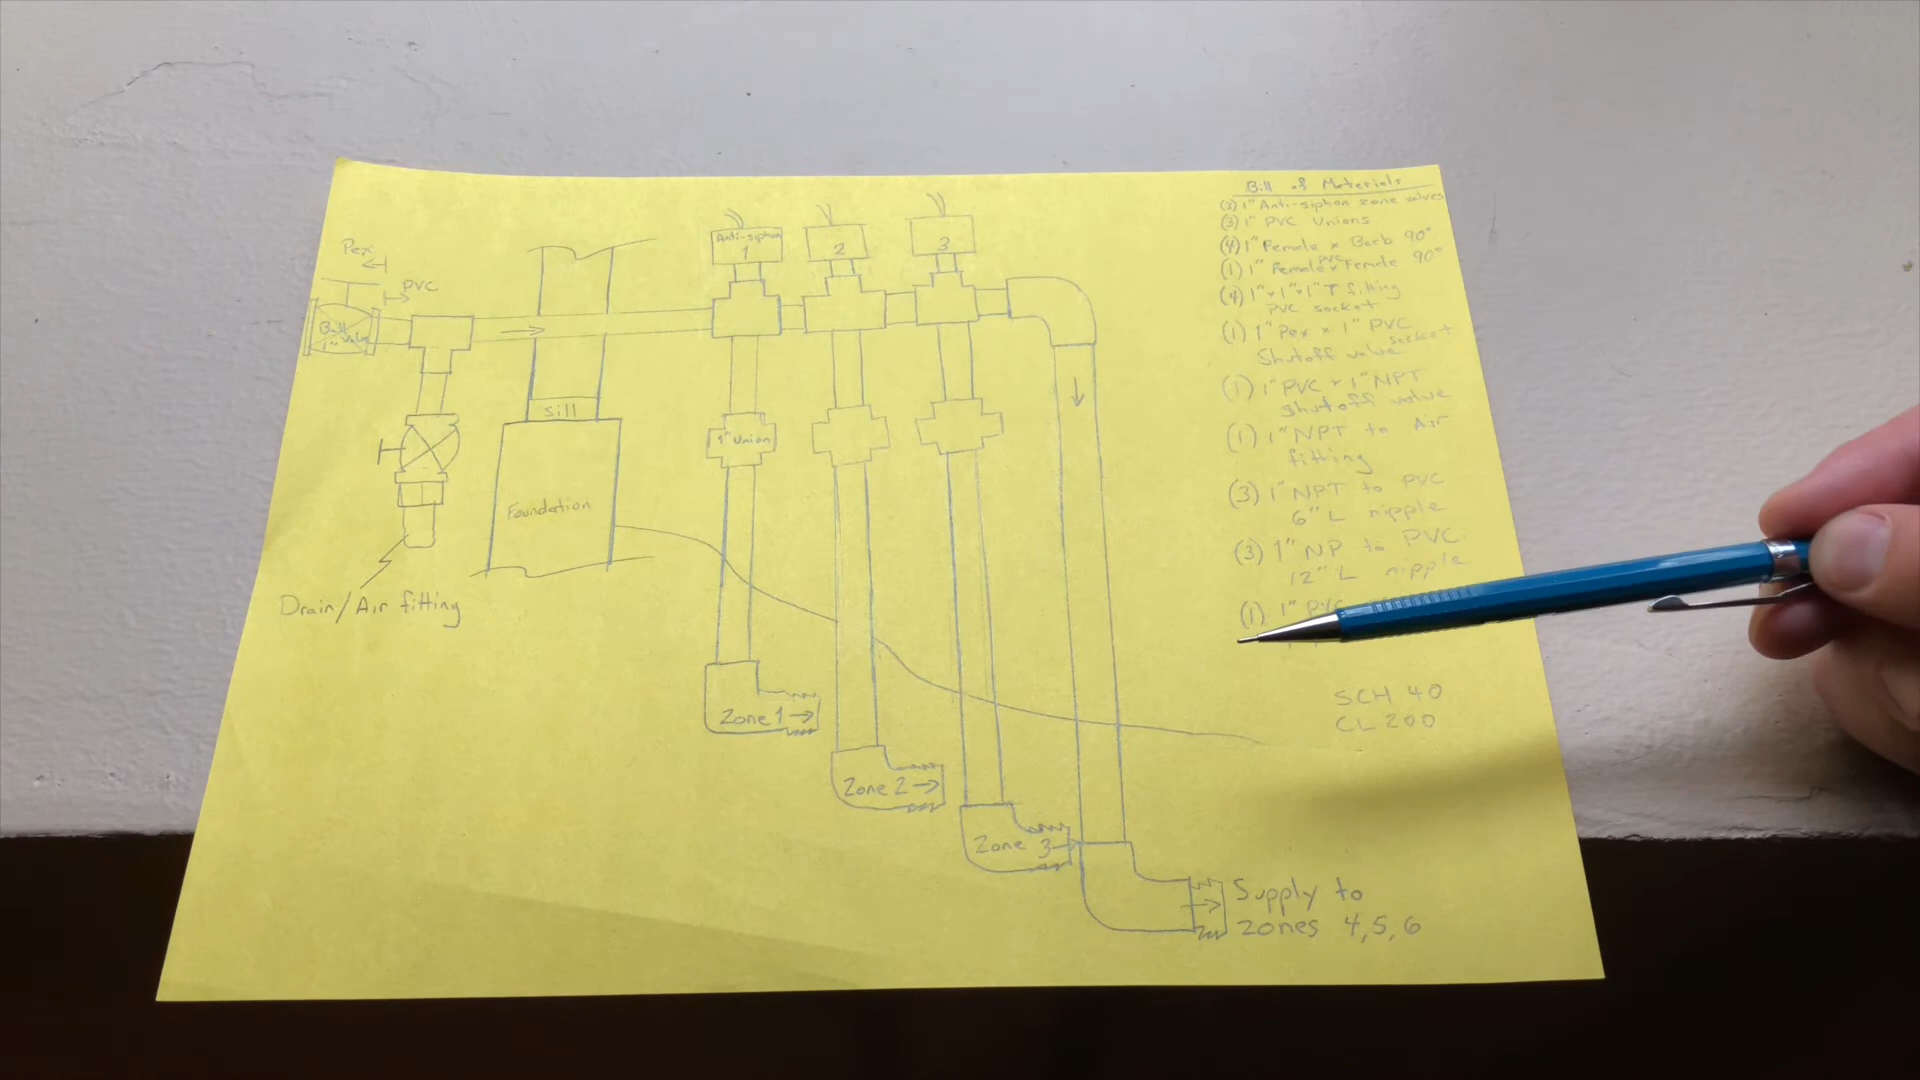 Pex
PVC
Ball
1" Valve
Anti-siphon
1
2
3
sill
Foundation
1" Union
Drain/Air fitting
Zone 1
Zone 2
Zone 3
Supply to
zones 4,5,6
Bill of Materials
1" Anti-siphon zone valves
(3) 1" PVC Unions
(4) 1" Female x Barb 90°
(1) 1" Female x Female 90°
PVC
(4) 1"x1"x1" T fitting
PVC socket
(1) 1" Pex x 1" PVC
socket
Shutoff valve
(1) 1" PVC x 1" NPT
shutoff valve
(1) 1" NPT to Air
fitting
(3) 1" NPT to PVC
6" L nipple
(3) 1" NP to PVC
12" L nipple
(1) 1" PVC
SCH 40
CL 200